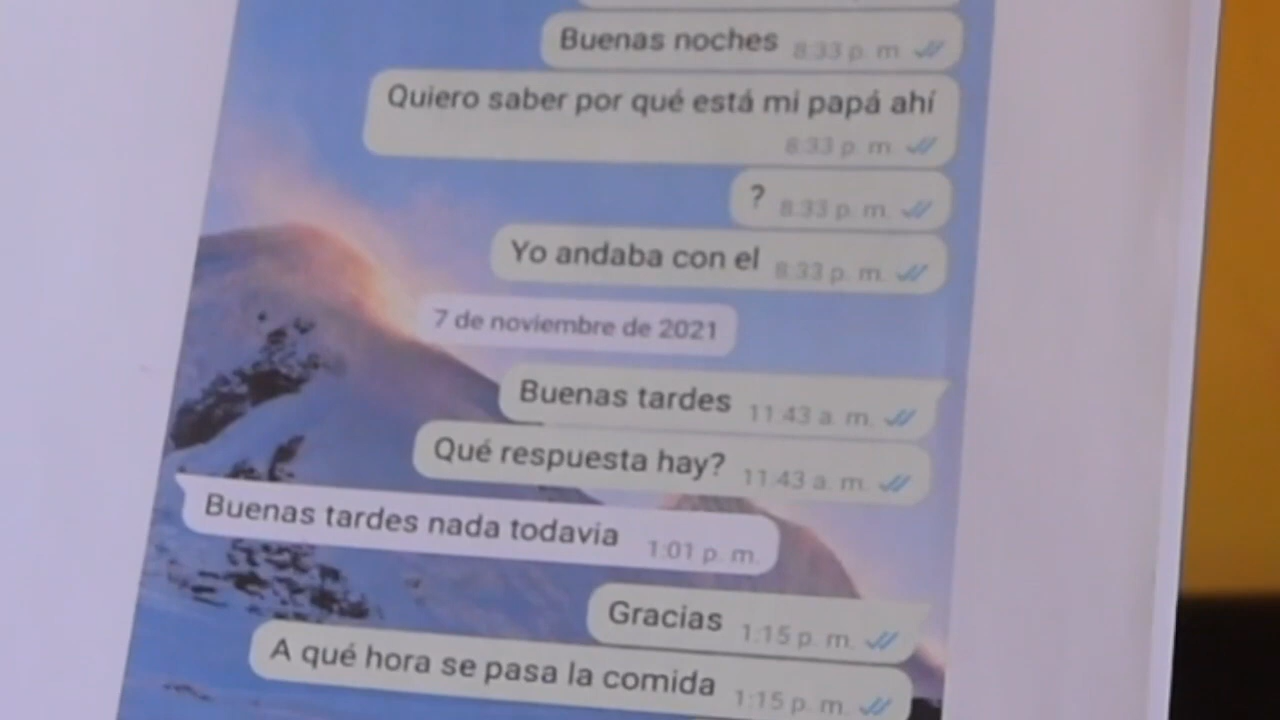 Buenas noches 8:33 p. m.
Quiero saber por qué está mi papá ahí
8:33 p. m.
? 8:33 p. m.
Yo andaba con el 8:33 p. m.
7 de noviembre de 2021
Buenas tardes 11:43 a. m.
Qué respuesta hay? 11:43 a. m.
Buenas tardes nada todavia 1:01 p. m.
Gracias 1:15 p. m.
A qué hora se pasa la comida 1:15 p. m.